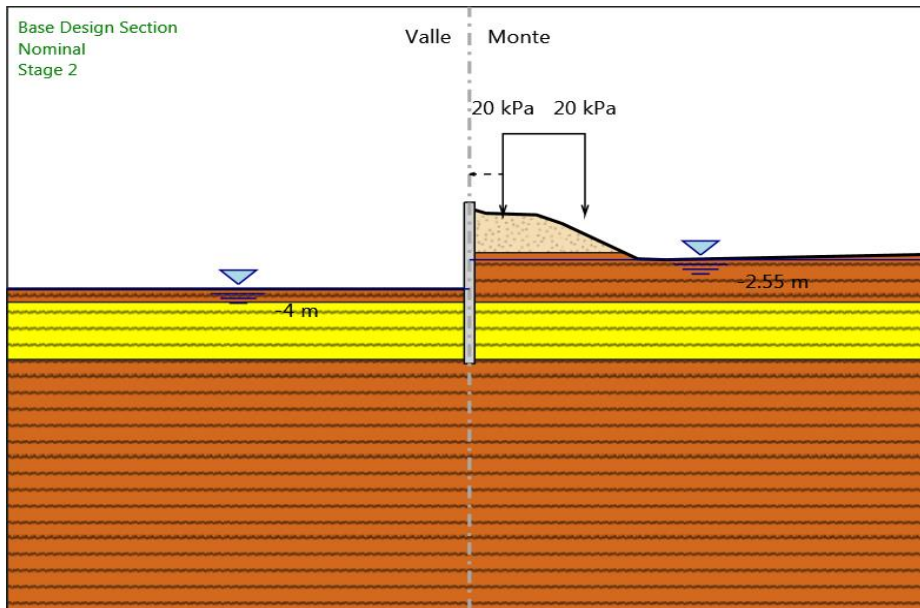 Base Design Section
Nominal
Stage 2
Valle
Monte
20 kPa
20 kPa
-4 m
-2.55 m